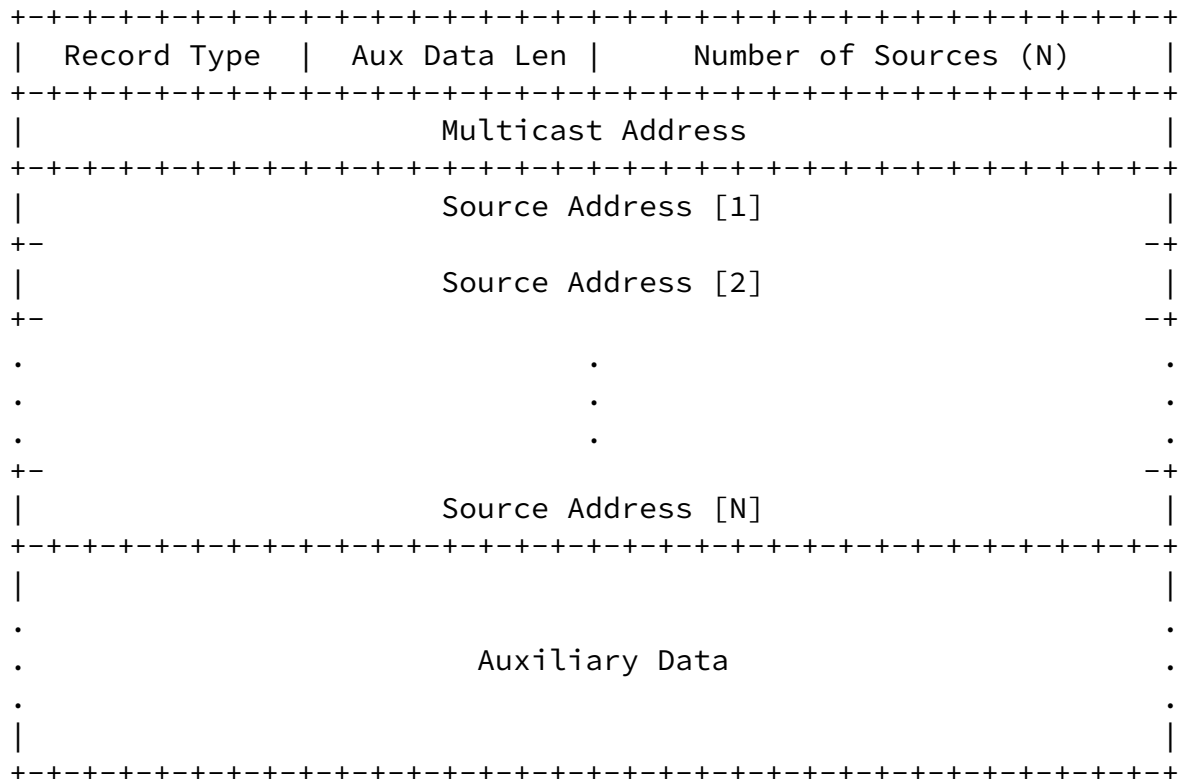 +-+-+-+-+-+-+-+-+-+-+-+-+-+-+-+-+-+-+-+-+-+-+-+-+-+-+-+-+-+-+-+-+
|  Record Type  |  Aux Data Len |     Number of Sources (N)     |
+-+-+-+-+-+-+-+-+-+-+-+-+-+-+-+-+-+-+-+-+-+-+-+-+-+-+-+-+-+-+-+-+
|                       Multicast Address                       |
+-+-+-+-+-+-+-+-+-+-+-+-+-+-+-+-+-+-+-+-+-+-+-+-+-+-+-+-+-+-+-+-+
|                       Source Address [1]                      |
+-                                                             -+
|                       Source Address [2]                      |
+-                                                             -+
.                               .                               .
.                               .                               .
.                               .                               .
+-                                                             -+
|                       Source Address [N]                      |
+-+-+-+-+-+-+-+-+-+-+-+-+-+-+-+-+-+-+-+-+-+-+-+-+-+-+-+-+-+-+-+-+
|                                                               |
.                                                               .
.                         Auxiliary Data                        .
.                                                               .
|                                                               |
+-+-+-+-+-+-+-+-+-+-+-+-+-+-+-+-+-+-+-+-+-+-+-+-+-+-+-+-+-+-+-+-+